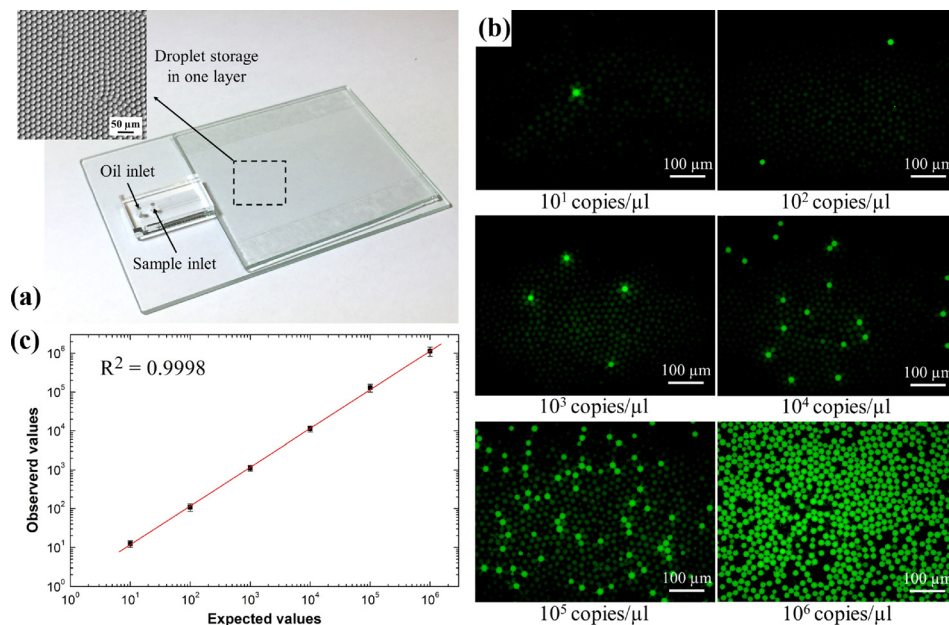 Droplet storage
in one layer
50 µm
Oil inlet
Sample inlet
(a)
(b)
100 µm
10¹ copies/µl
100 µm
10² copies/µl
100 µm
10³ copies/µl
100 µm
10⁴ copies/µl
100 µm
10⁵ copies/µl
100 µm
10⁶ copies/µl
(c)
R² = 0.9998
Observerd values
10⁶
10⁵
10⁴
10³
10²
10¹
10⁰
10⁰ 10¹ 10² 10³ 10⁴ 10⁵ 10⁶
Expected values